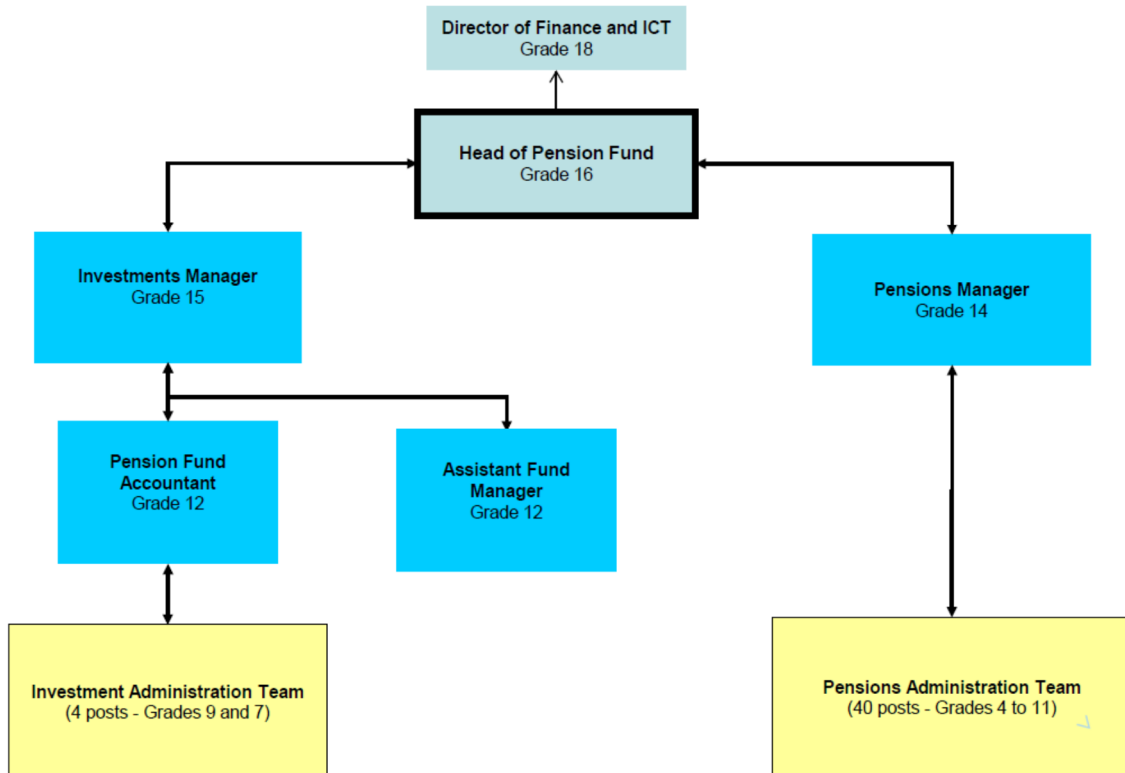 Director of Finance and ICT
Grade 18
Head of Pension Fund
Grade 16
Investments Manager
Grade 15
Pensions Manager
Grade 14
Pension Fund
Accountant
Grade 12
Assistant Fund
Manager
Grade 12
Investment Administration Team
(4 posts - Grades 9 and 7)
Pensions Administration Team
(40 posts - Grades 4 to 11)